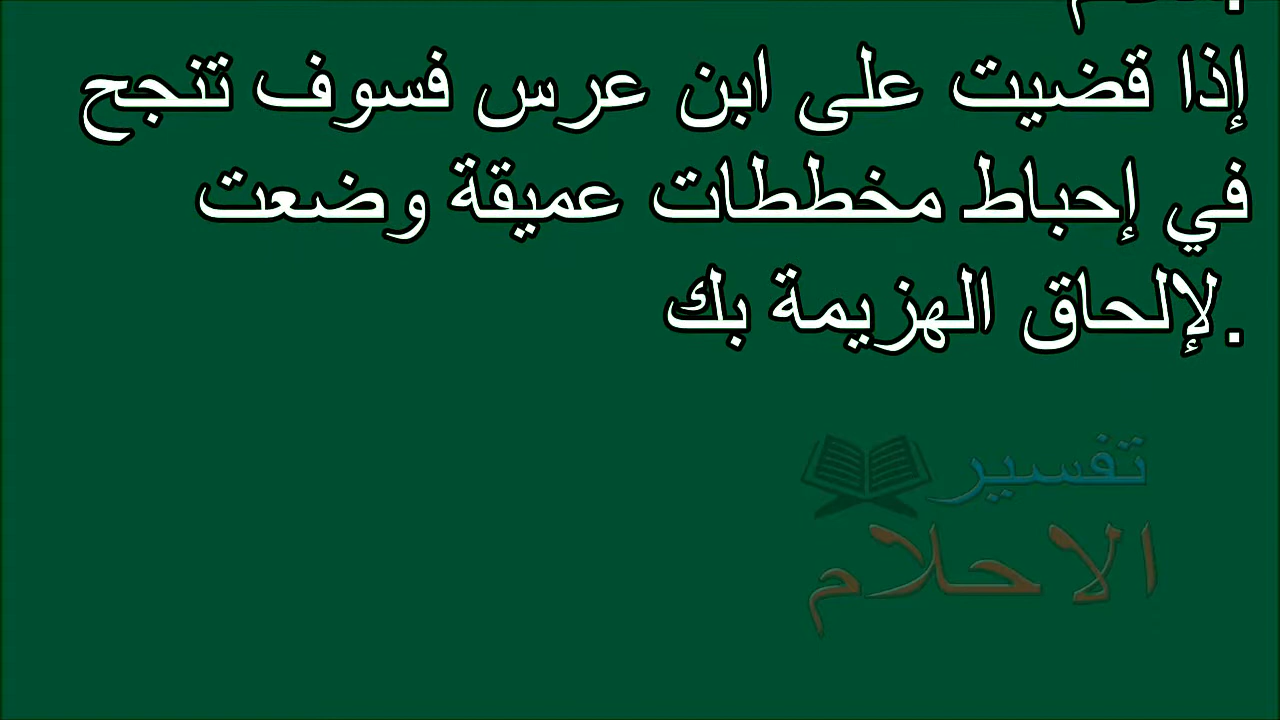 إذا قضيت على ابن عرس فسوف تنجح
في إحباط مخططات عميقة وضعت
.لإلحاق الهزيمة بك
تفسير
الاحلام